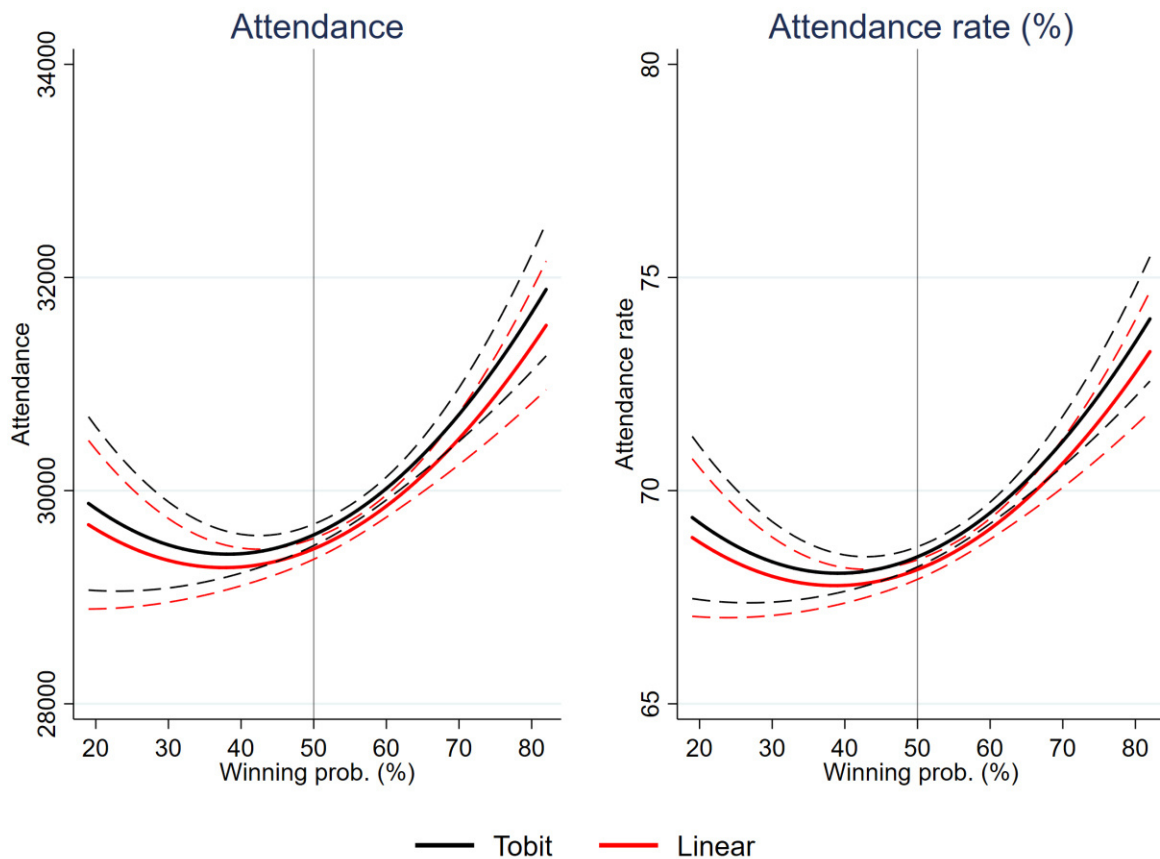 Attendance
34000
32000
30000
28000
Attendance
20 30 40 50 60 70 80
Winning prob. (%)
Attendance rate (%)
80
75
70
65
Attendance rate
20 30 40 50 60 70 80
Winning prob. (%)
Tobit Linear